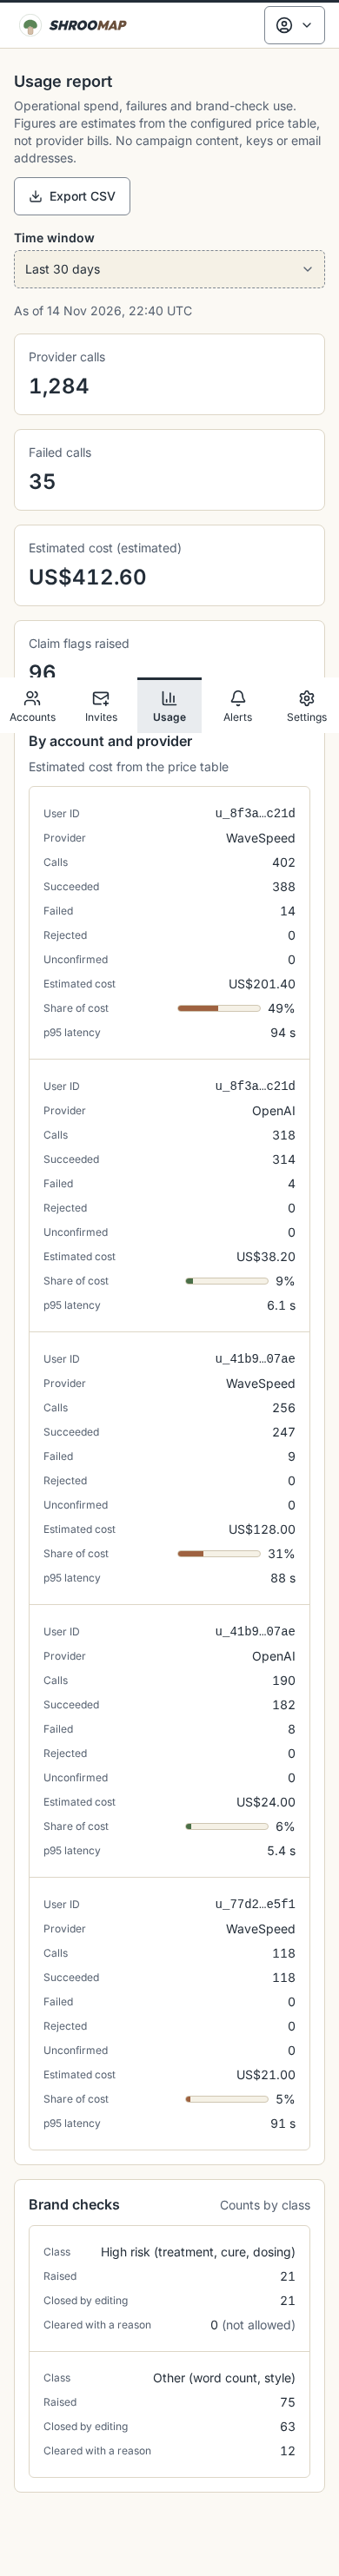 SHROOMAP
Usage report
Operational spend, failures and brand-check use.
Figures are estimates from the configured price table,
not provider bills. No campaign content, keys or email
addresses.
Export CSV
Time window
Last 30 days
As of 14 Nov 2026, 22:40 UTC
Provider calls
1,284
Failed calls
35
Estimated cost (estimated)
US$412.60
Claim flags raised
96
Accounts
Invites
Usage
Alerts
Settings
By account and provider
Estimated cost from the price table
User ID u_8f3a…c21d
Provider WaveSpeed
Calls 402
Succeeded 388
Failed 14
Rejected 0
Unconfirmed 0
Estimated cost US$201.40
Share of cost 49%
p95 latency 94 s
User ID u_8f3a…c21d
Provider OpenAI
Calls 318
Succeeded 314
Failed 4
Rejected 0
Unconfirmed 0
Estimated cost US$38.20
Share of cost 9%
p95 latency 6.1 s
User ID u_41b9…07ae
Provider WaveSpeed
Calls 256
Succeeded 247
Failed 9
Rejected 0
Unconfirmed 0
Estimated cost US$128.00
Share of cost 31%
p95 latency 88 s
User ID u_41b9…07ae
Provider OpenAI
Calls 190
Succeeded 182
Failed 8
Rejected 0
Unconfirmed 0
Estimated cost US$24.00
Share of cost 6%
p95 latency 5.4 s
User ID u_77d2…e5f1
Provider WaveSpeed
Calls 118
Succeeded 118
Failed 0
Rejected 0
Unconfirmed 0
Estimated cost US$21.00
Share of cost 5%
p95 latency 91 s
Brand checks Counts by class
Class High risk (treatment, cure, dosing)
Raised 21
Closed by editing 21
Cleared with a reason 0 (not allowed)
Class Other (word count, style)
Raised 75
Closed by editing 63
Cleared with a reason 12